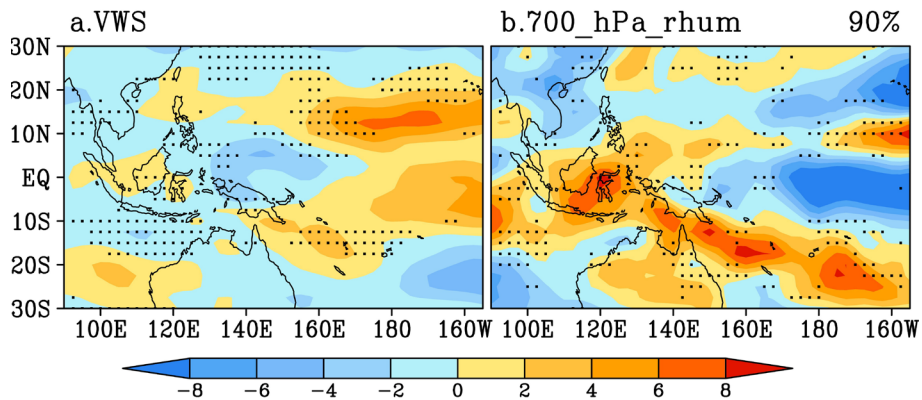 a.VWS b.700_hPa_rhum 90%
30N
20N
10N
EQ
10S
20S
30S
100E 120E 140E 160E 180 160W 100E 120E 140E 160E 180 160W
-8 -6 -4 -2 0 2 4 6 8